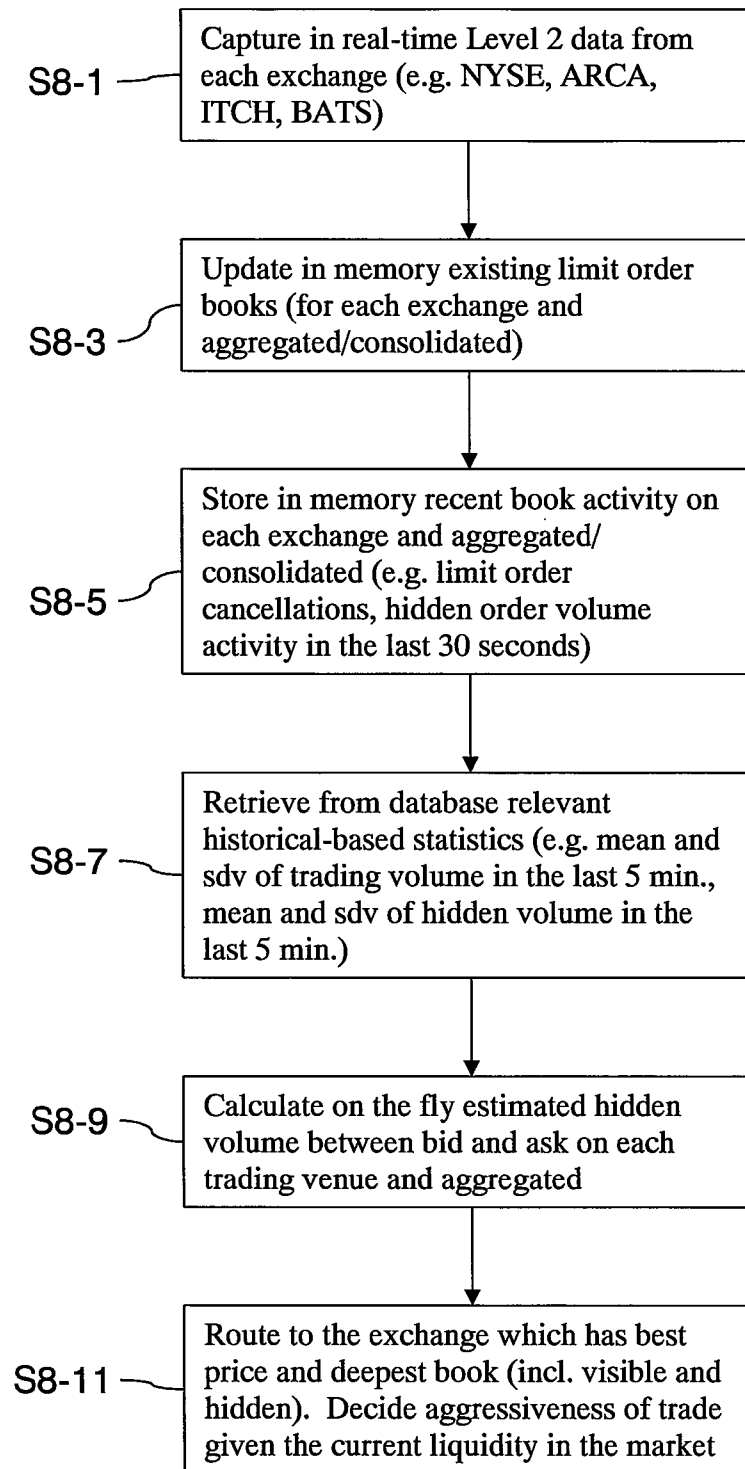 S8-1
Capture in real-time Level 2 data from
each exchange (e.g. NYSE, ARCA,
ITCH, BATS)
S8-3
Update in memory existing limit order
books (for each exchange and
aggregated/consolidated)
S8-5
Store in memory recent book activity on
each exchange and aggregated/
consolidated (e.g. limit order
cancellations, hidden order volume
activity in the last 30 seconds)
S8-7
Retrieve from database relevant
historical-based statistics (e.g. mean and
sdv of trading volume in the last 5 min.,
mean and sdv of hidden volume in the
last 5 min.)
S8-9
Calculate on the fly estimated hidden
volume between bid and ask on each
trading venue and aggregated
S8-11
Route to the exchange which has best
price and deepest book (incl. visible and
hidden). Decide aggressiveness of trade
given the current liquidity in the market